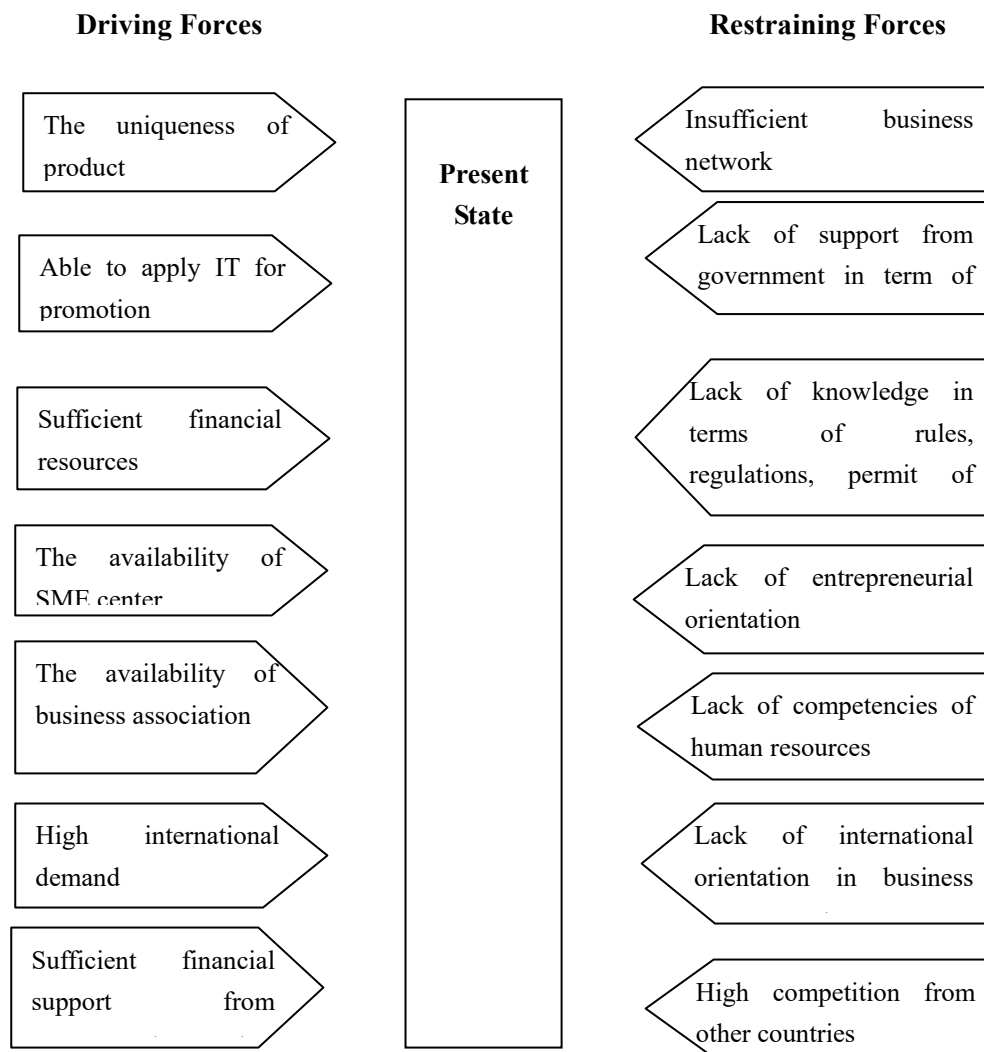 Driving Forces
Restraining Forces
The uniqueness of
product
Able to apply IT for
promotion
Sufficient financial
resources
The availability of
SME center
The availability of
business association
High international
demand
Sufficient financial
support from
Present
State
Insufficient business
network
Lack of support from
government in term of
Lack of knowledge in
terms of rules,
regulations, permit of
Lack of entrepreneurial
orientation
Lack of competencies of
human resources
Lack of international
orientation in business
High competition from
other countries